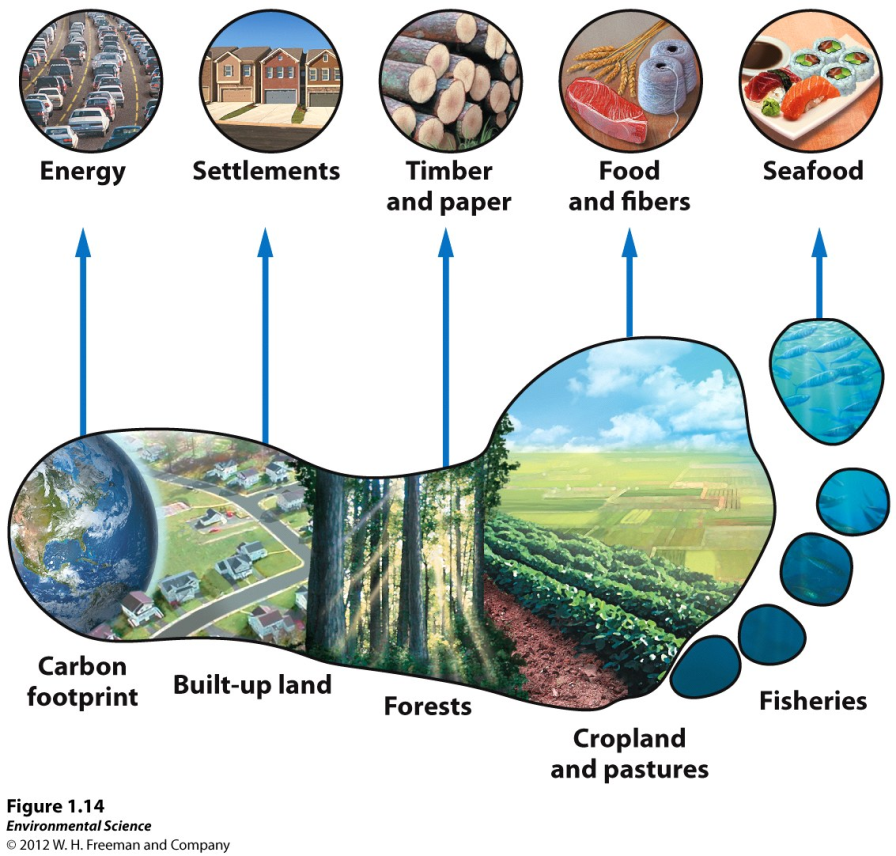 Energy
Settlements
Timber
and paper
Food
and fibers
Seafood
Carbon
footprint
Built-up land
Forests
Cropland
and pastures
Fisheries
Figure 1.14
Environmental Science
© 2012 W. H. Freeman and Company